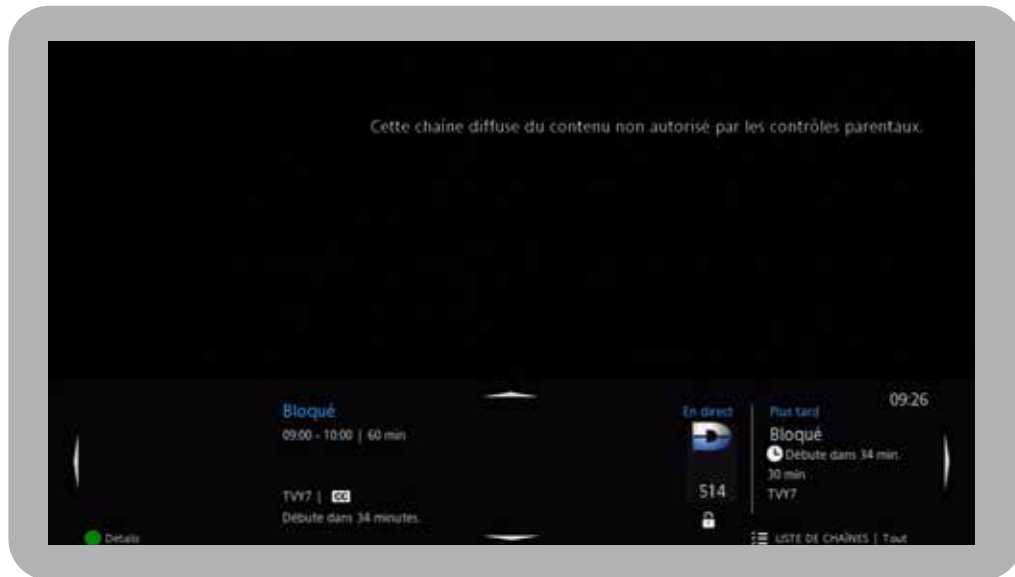 Cette chaîne diffuse du contenu non autorisé par les contrôles parentaux.
09:26
Bloqué
09:00 - 10:00 | 60 min
TVY7 | CC
Débute dans 34 minutes.
En direct
D
514
Plus tard
Bloqué
Débute dans 34 min.
30 min
TVY7
Détails
LISTE DE CHAÎNES | Tout